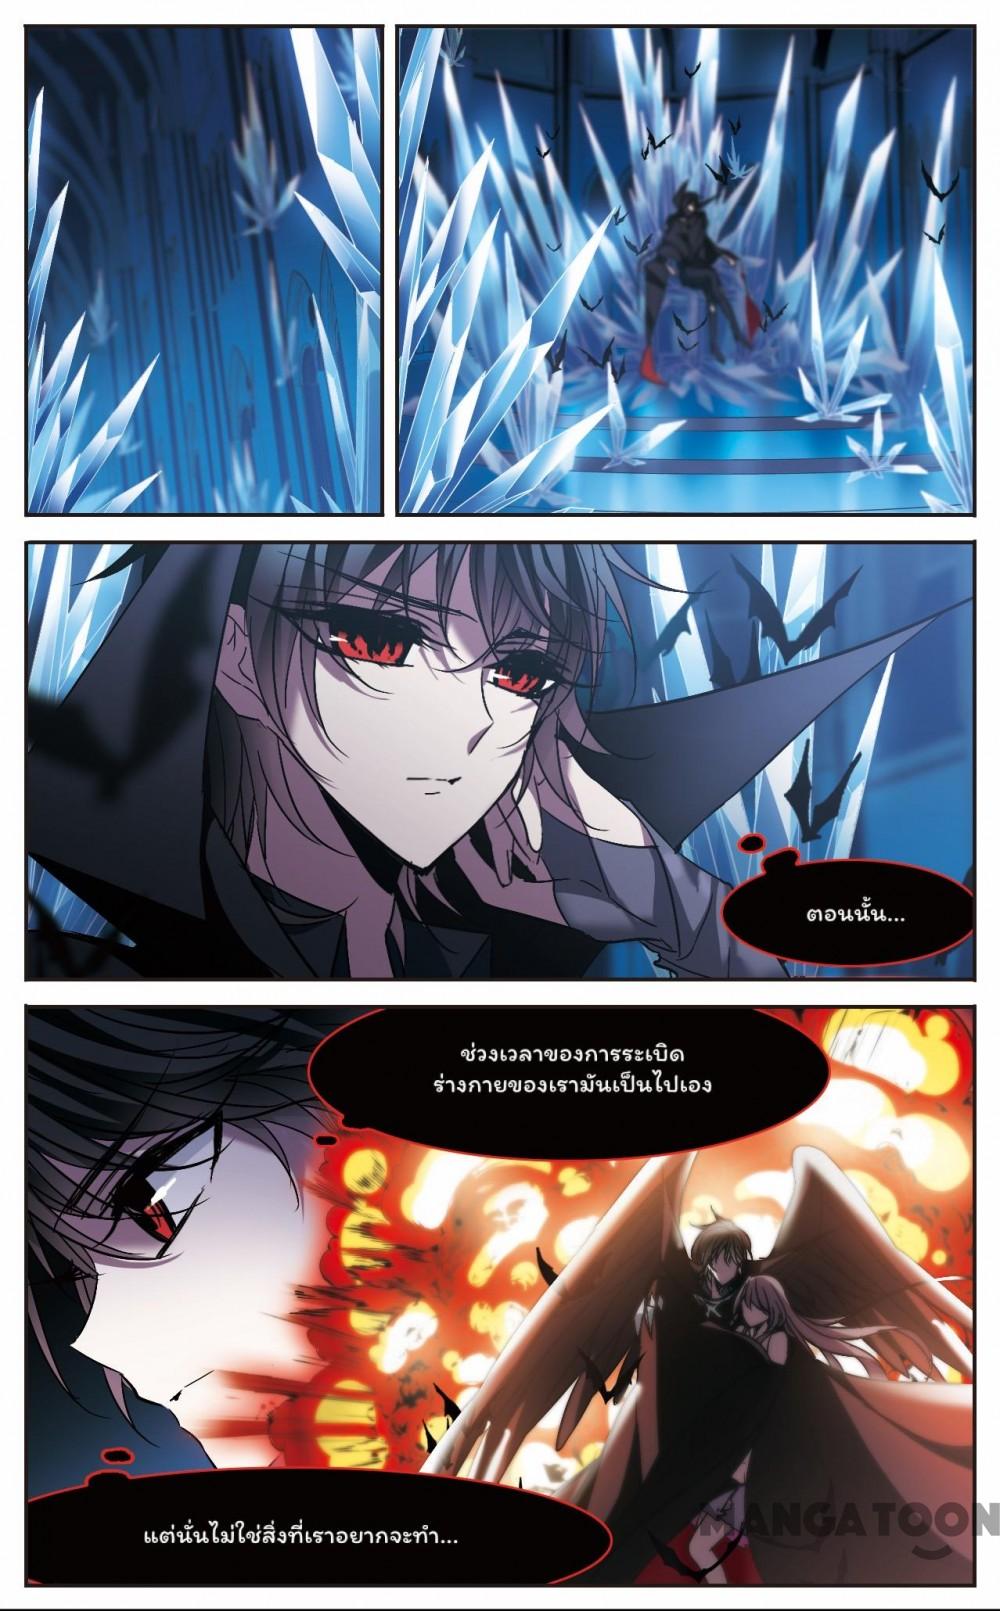 ตอนนั้น...
ช่วงเวลาของการระเบิด
ร่างกายของเรามันเป็นไปเอง
แต่นั่นไม่ใช่สิ่งที่เราอยากจะทำ...
MANGATOON